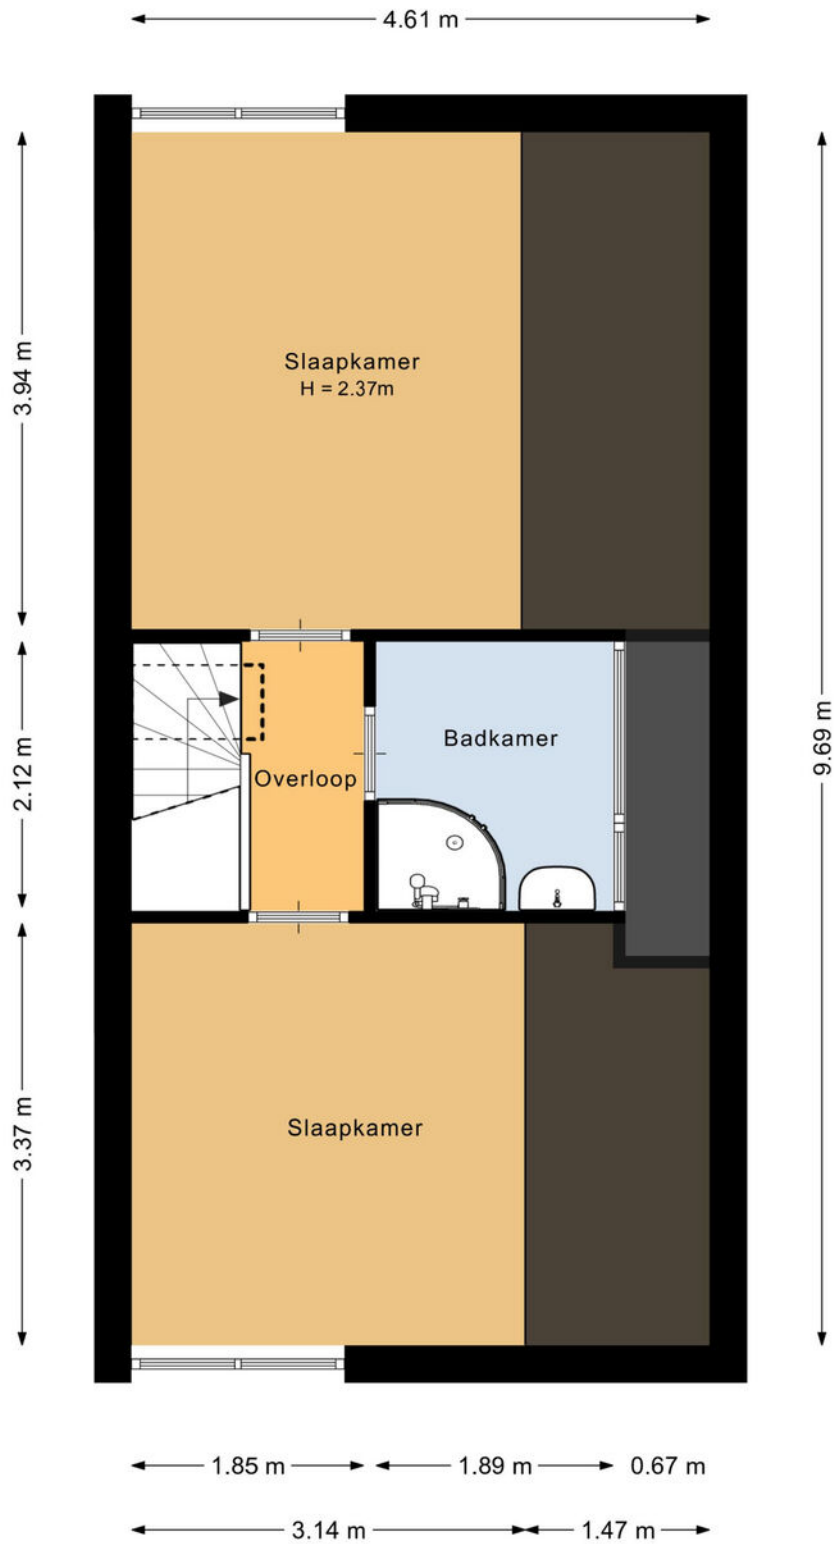 4.61 m
Slaapkamer
H = 2.37m
3.94 m
Badkamer
Overloop
2.12 m
9.69 m
Slaapkamer
3.37 m
1.85 m
1.89 m
0.67 m
3.14 m
1.47 m